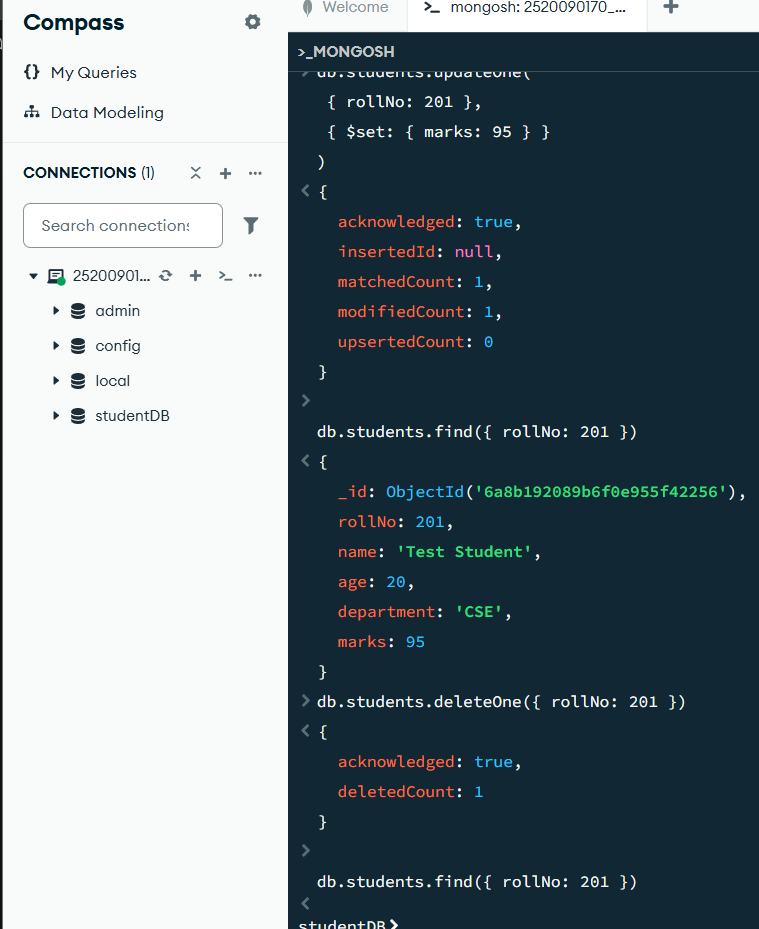 Compass
My Queries
Data Modeling
CONNECTIONS (1)
Search connections
25200901...
admin
config
local
studentDB
Welcome
>_ mongosh: 2520090170_...
>_MONGOSH
db.students.updateOne(
{ rollNo: 201 },
{ $set: { marks: 95 } }
)
{
acknowledged: true,
insertedId: null,
matchedCount: 1,
modifiedCount: 1,
upsertedCount: 0
}
db.students.find({ rollNo: 201 })
{
_id: ObjectId('6a8b192089b6f0e955f42256'),
rollNo: 201,
name: 'Test Student',
age: 20,
department: 'CSE',
marks: 95
}
db.students.deleteOne({ rollNo: 201 })
{
acknowledged: true,
deletedCount: 1
}
db.students.find({ rollNo: 201 })
studentDB>